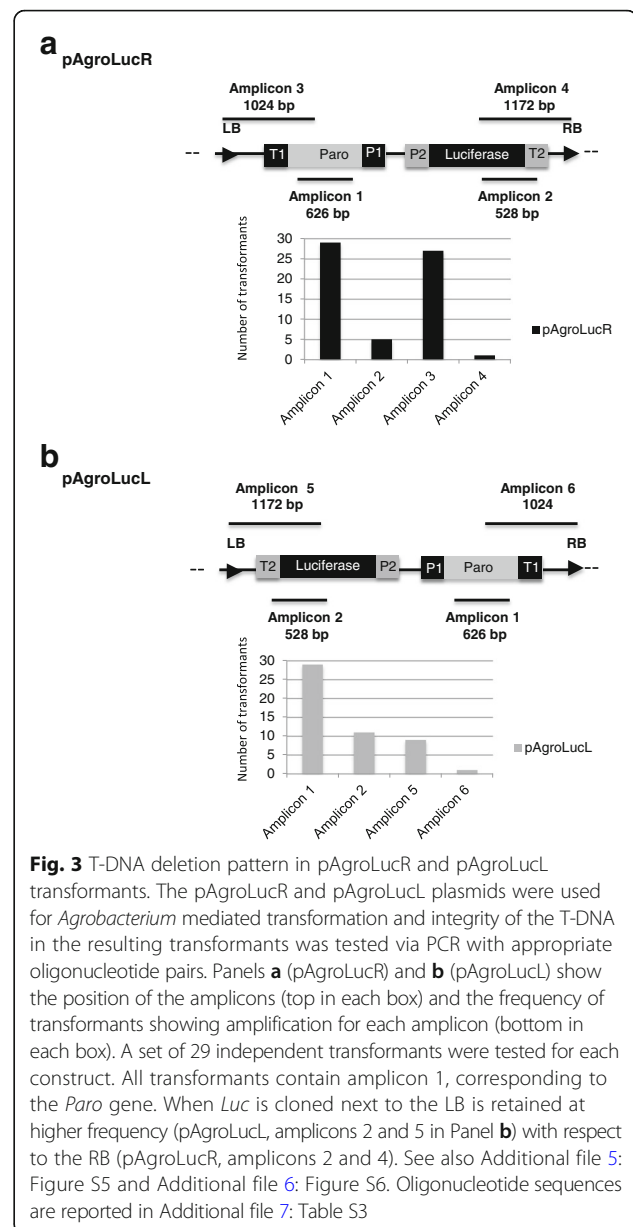 a pAgroLucR
Amplicon 3 Amplicon 4
1024 bp 1172 bp
LB RB
-- T1 Paro P1 P2 Luciferase T2 --
Amplicon 1 Amplicon 2
626 bp 528 bp
Number of transformants
30
25
20
15
10
5
0
pAgroLucR
Amplicon 1 Amplicon 2 Amplicon 3 Amplicon 4
b pAgroLucL
Amplicon 5 Amplicon 6
1172 bp 1024
LB RB
-- T2 Luciferase P2 P1 Paro T1 --
Amplicon 2 Amplicon 1
528 bp 626 bp
Number of transformants
30
25
20
15
10
5
0
pAgroLucL
Amplicon 1 Amplicon 2 Amplicon 5 Amplicon 6
Fig. 3 T-DNA deletion pattern in pAgroLucR and pAgroLucL
transformants. The pAgroLucR and pAgroLucL plasmids were used
for Agrobacterium mediated transformation and integrity of the T-DNA
in the resulting transformants was tested via PCR with appropriate
oligonucleotide pairs. Panels a (pAgroLucR) and b (pAgroLucL) show
the position of the amplicons (top in each box) and the frequency of
transformants showing amplification for each amplicon (bottom in
each box). A set of 29 independent transformants were tested for each
construct. All transformants contain amplicon 1, corresponding to
the Paro gene. When Luc is cloned next to the LB is retained at
higher frequency (pAgroLucL, amplicons 2 and 5 in Panel b) with respect
to the RB (pAgroLucR, amplicons 2 and 4). See also Additional file 5:
Figure S5 and Additional file 6: Figure S6. Oligonucleotide sequences
are reported in Additional file 7: Table S3